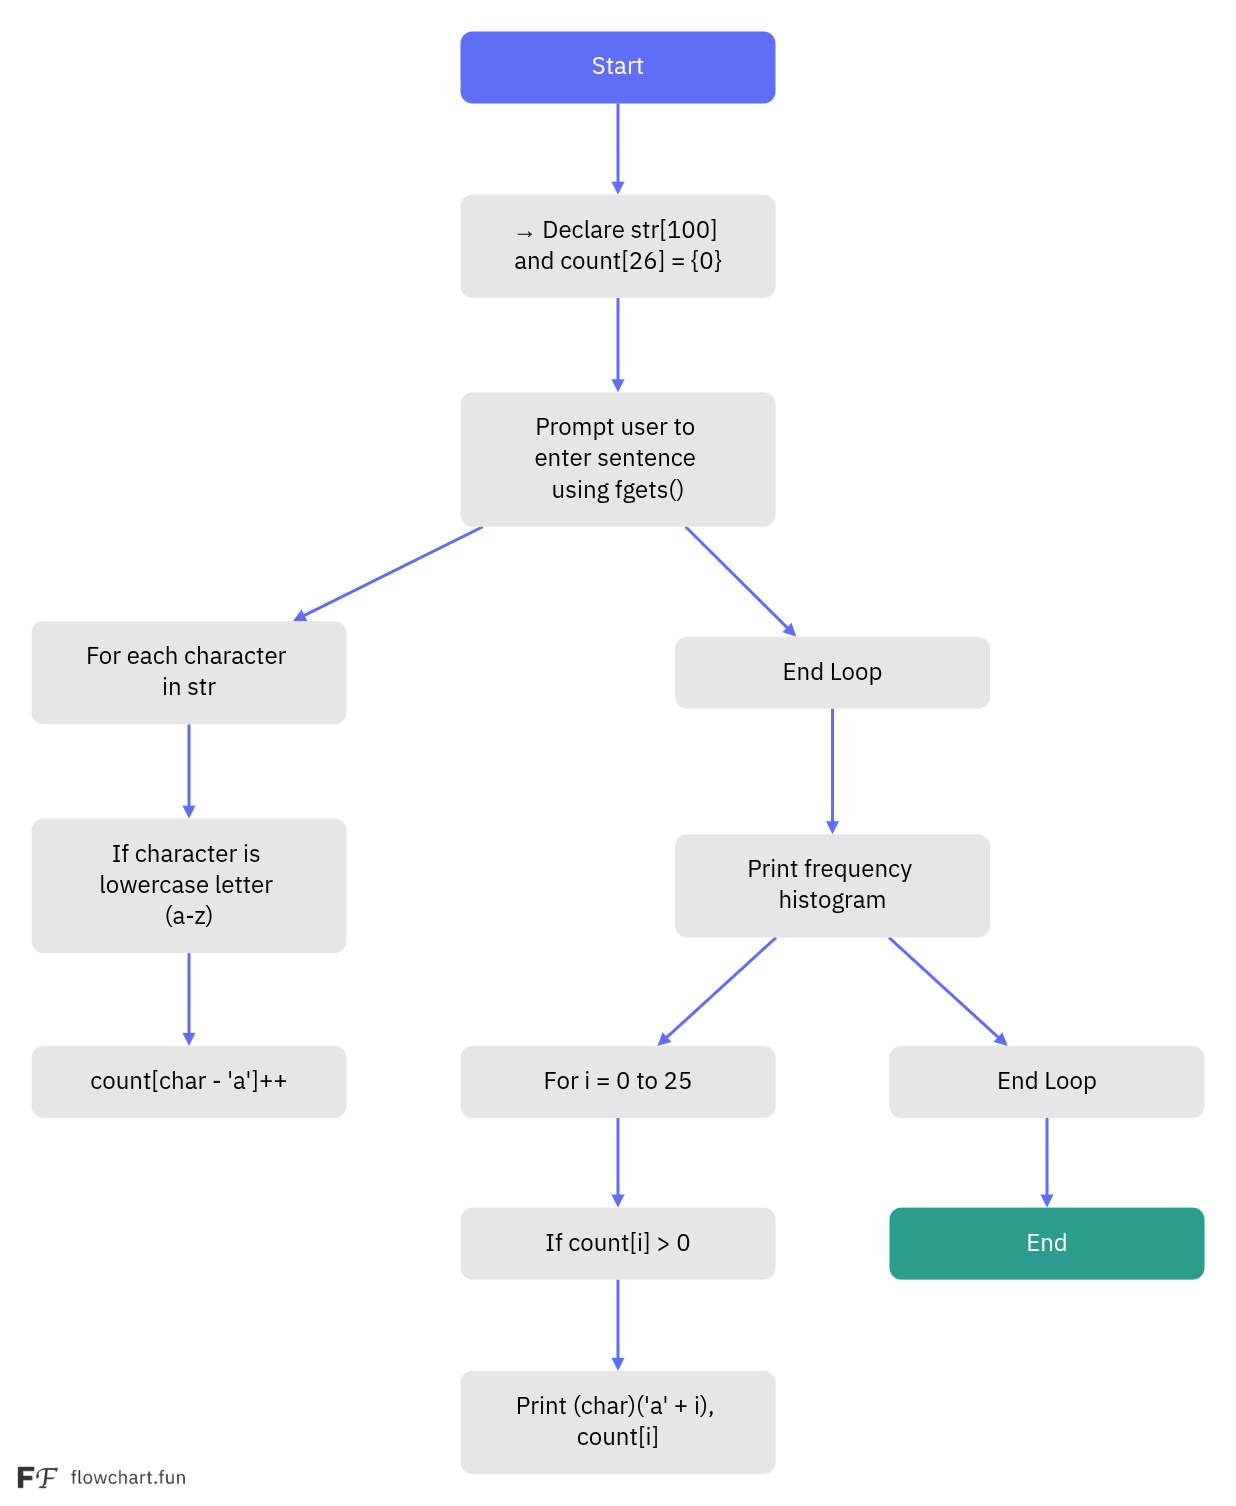 Start
→ Declare str[100]
and count[26] = {0}
Prompt user to
enter sentence
using fgets()
For each character
in str
End Loop
If character is
lowercase letter
(a-z)
Print frequency
histogram
count[char - 'a']++
For i = 0 to 25
End Loop
If count[i] > 0
End
Print (char)('a' + i),
count[i]
FF flowchart.fun